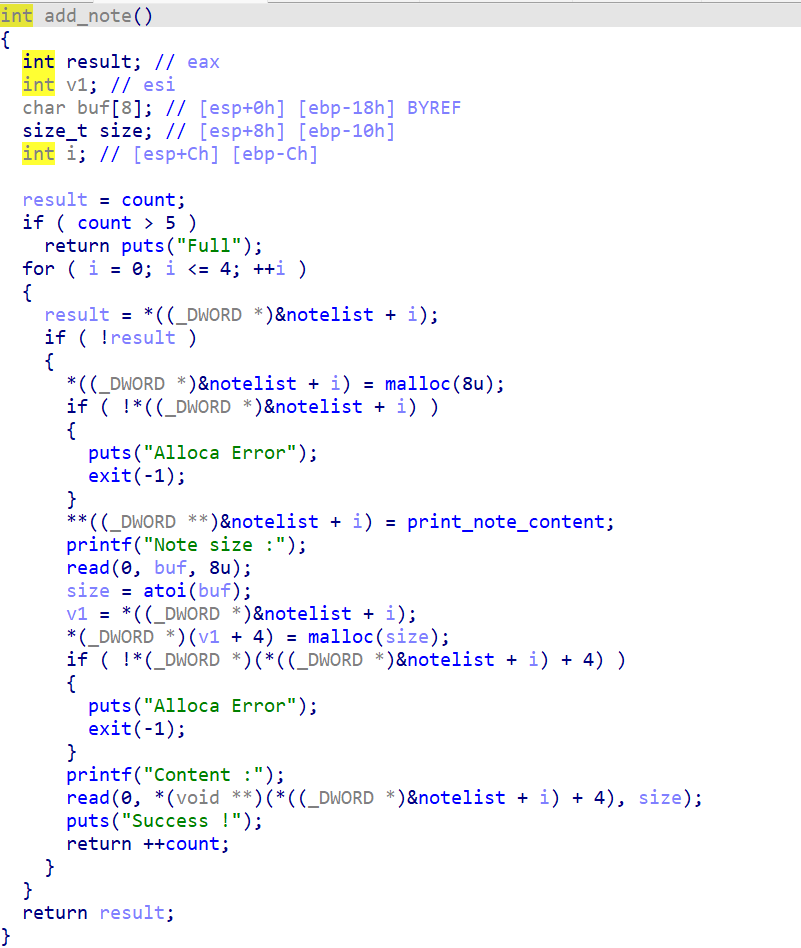 int add_note()
{
  int result; // eax
  int v1; // esi
  char buf[8]; // [esp+0h] [ebp-18h] BYREF
  size_t size; // [esp+8h] [ebp-10h]
  int i; // [esp+Ch] [ebp-Ch]

  result = count;
  if ( count > 5 )
    return puts("Full");
  for ( i = 0; i <= 4; ++i )
  {
    result = *((_DWORD *)&notelist + i);
    if ( !result )
    {
      *((_DWORD *)&notelist + i) = malloc(8u);
      if ( !*((_DWORD *)&notelist + i) )
      {
        puts("Alloca Error");
        exit(-1);
      }
      **((_DWORD **)&notelist + i) = print_note_content;
      printf("Note size :");
      read(0, buf, 8u);
      size = atoi(buf);
      v1 = *((_DWORD *)&notelist + i);
      *(_DWORD *)(v1 + 4) = malloc(size);
      if ( !*(_DWORD *)(*((_DWORD *)&notelist + i) + 4) )
      {
        puts("Alloca Error");
        exit(-1);
      }
      printf("Content :");
      read(0, *(void **)(*((_DWORD *)&notelist + i) + 4), size);
      puts("Success !");
      return ++count;
    }
  }
  return result;
}